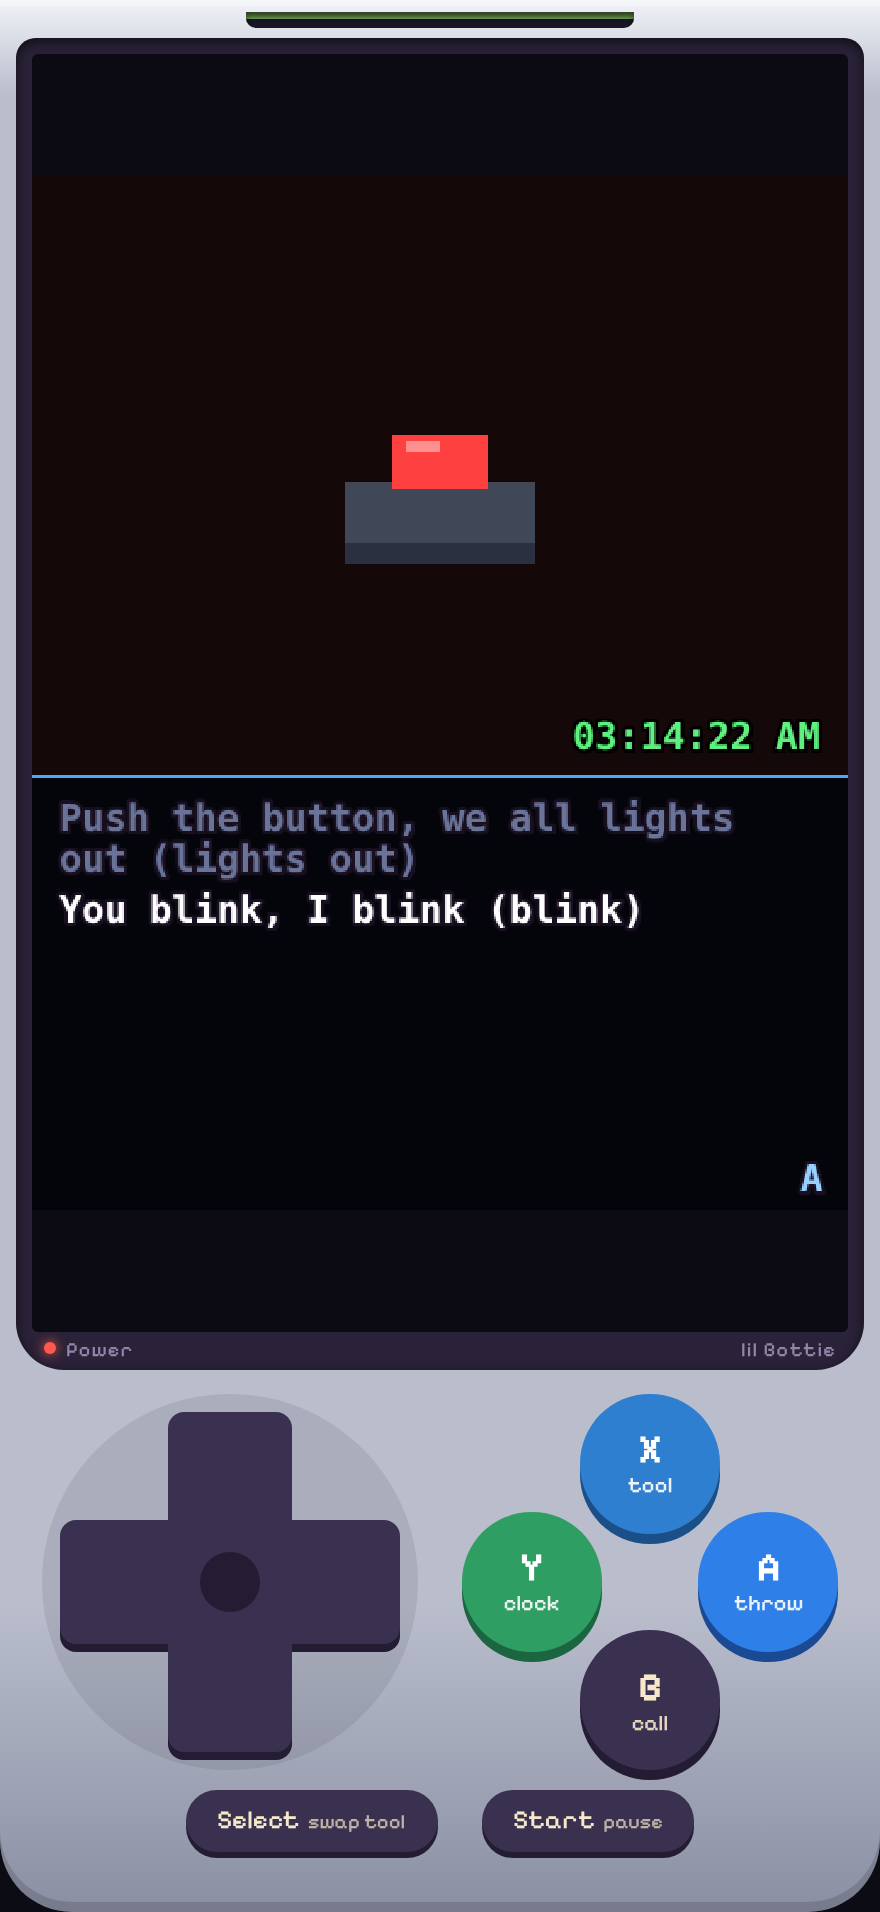 03:14:22 AM
Push the button, we all lights
out (lights out)
You blink, I blink (blink)
A
Power
lil Bottie
X
tool
Y
clock
A
throw
B
call
Select swap tool
Start pause